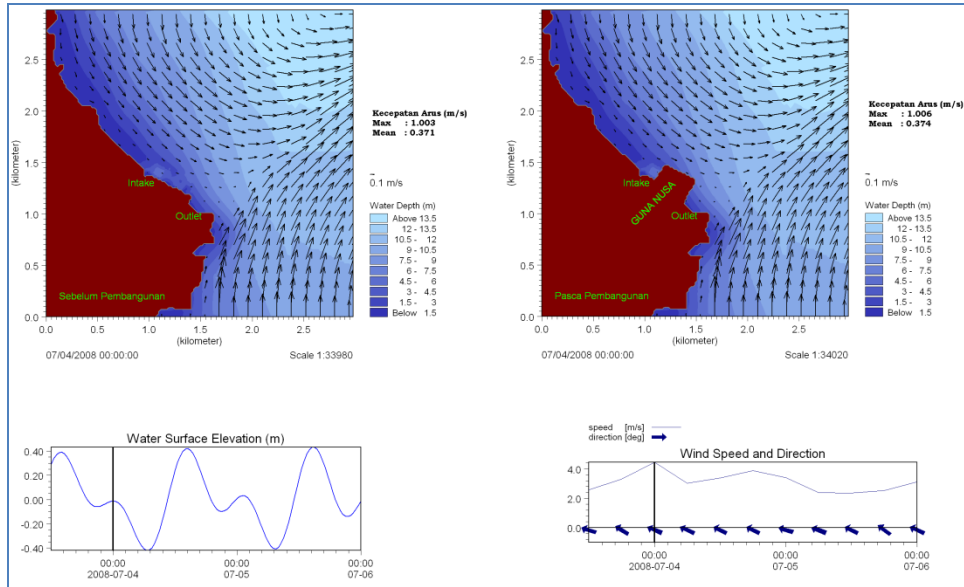 2.5
2.0
1.5
1.0
0.5
0.0
(kilometer)
Intake
Outlet
Sebelum Pembangunan
0.0
0.5
1.0
1.5
2.0
2.5
(kilometer)
07/04/2008 00:00:00
Scale 1:33980
Kecepatan Arus (m/s)
Max : 1.003
Mean : 0.371
0.1 m/s
Water Depth (m)
Above 13.5
12 - 13.5
10.5 - 12
9 - 10.5
7.5 - 9
6 - 7.5
4.5 - 6
3 - 4.5
1.5 - 3
Below 1.5
2.5
2.0
1.5
1.0
0.5
0.0
(kilometer)
Intake
GUNA NUSA
Outlet
Pasca Pembangunan
0.0
0.5
1.0
1.5
2.0
2.5
(kilometer)
07/04/2008 00:00:00
Scale 1:34020
Kecepatan Arus (m/s)
Max : 1.006
Mean : 0.374
0.1 m/s
Water Depth (m)
Above 13.5
12 - 13.5
10.5 - 12
9 - 10.5
7.5 - 9
6 - 7.5
4.5 - 6
3 - 4.5
1.5 - 3
Below 1.5
Water Surface Elevation (m)
0.40
0.20
0.00
-0.20
-0.40
00:00
2008-07-04
00:00
07-05
00:00
07-06
speed [m/s]
direction [deg]
Wind Speed and Direction
4.0
2.0
0.0
00:00
2008-07-04
00:00
07-05
00:00
07-06